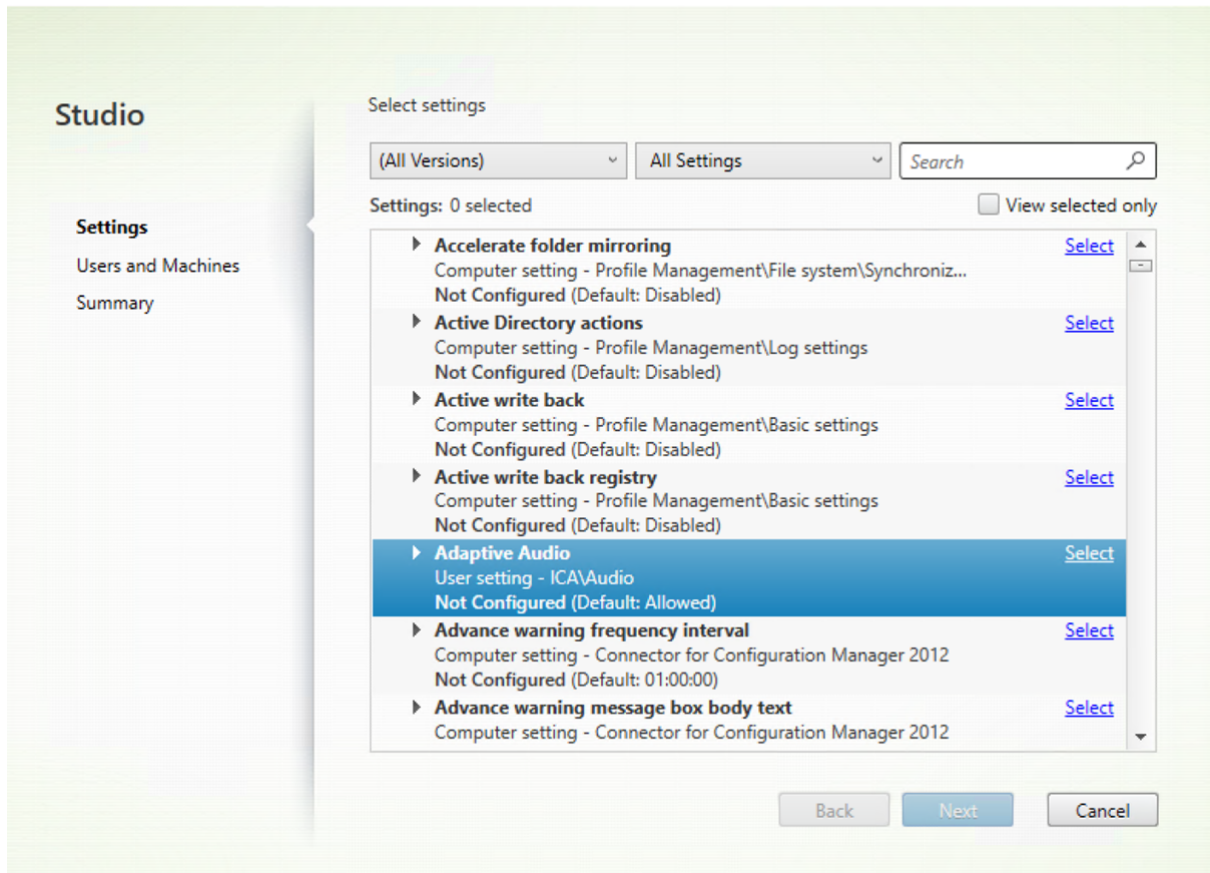 Studio
Select settings
(All Versions)
All Settings
Search
Settings: 0 selected
View selected only
Settings
Users and Machines
Summary
Accelerate folder mirroring
Select
Computer setting - Profile Management\File system\Synchroniz...
Not Configured (Default: Disabled)
Active Directory actions
Select
Computer setting - Profile Management\Log settings
Not Configured (Default: Disabled)
Active write back
Select
Computer setting - Profile Management\Basic settings
Not Configured (Default: Disabled)
Active write back registry
Select
Computer setting - Profile Management\Basic settings
Not Configured (Default: Disabled)
Adaptive Audio
Select
User setting - ICA\Audio
Not Configured (Default: Allowed)
Advance warning frequency interval
Select
Computer setting - Connector for Configuration Manager 2012
Not Configured (Default: 01:00:00)
Advance warning message box body text
Select
Computer setting - Connector for Configuration Manager 2012
Back
Next
Cancel